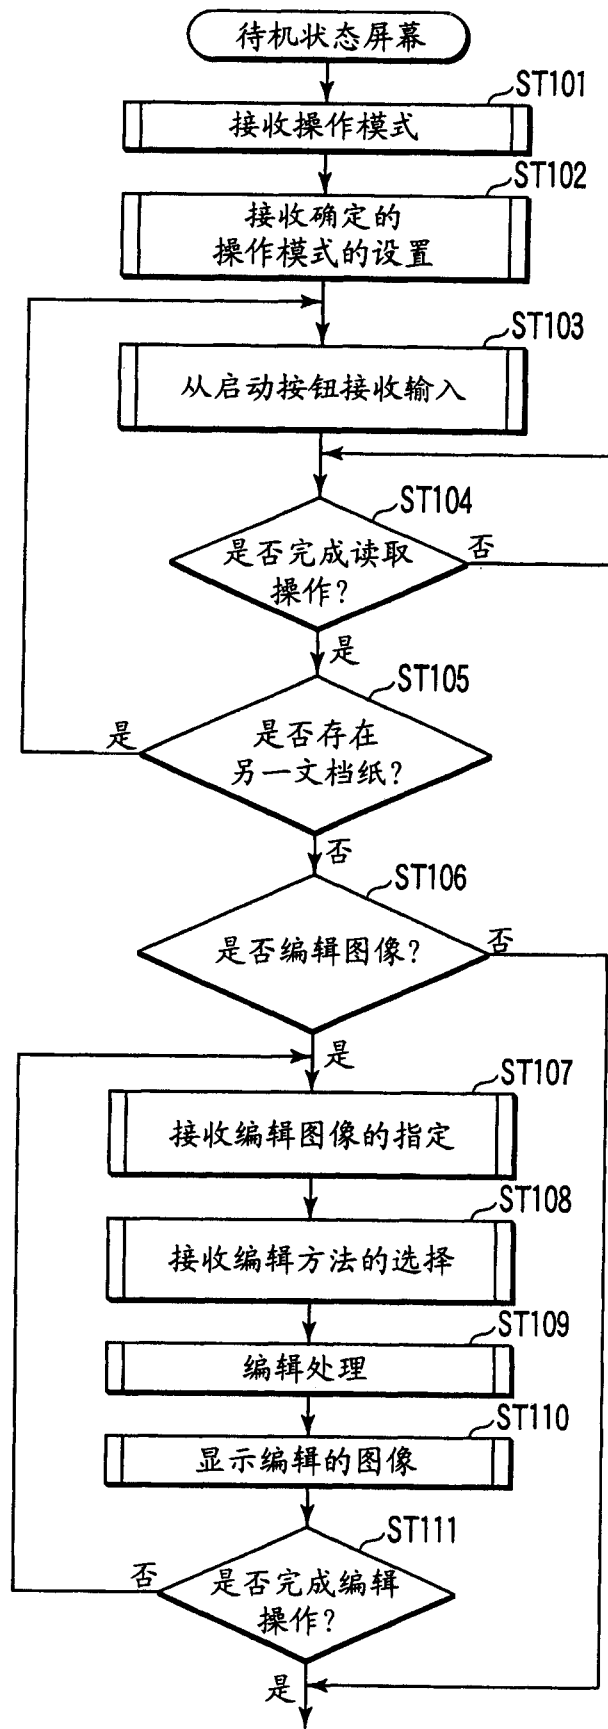 待机状态屏幕
ST101
接收操作模式
ST102
接收确定的
操作模式的设置
ST103
从启动按钮接收输入
ST104
是否完成读取
操作?
否
是
ST105
是否存在
另一文档纸?
是
否
ST106
是否编辑图像?
否
是
ST107
接收编辑图像的指定
ST108
接收编辑方法的选择
ST109
编辑处理
ST110
显示编辑的图像
ST111
是否完成编辑
操作?
否
是